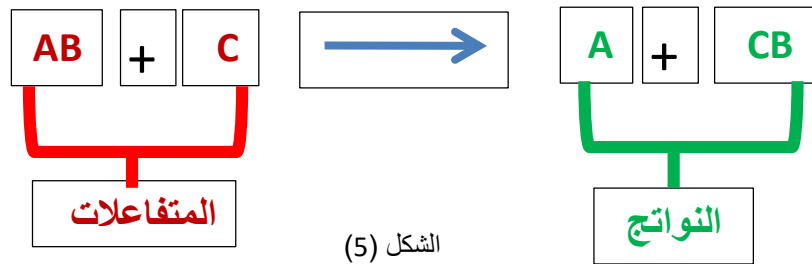 AB + C A + CB
المتفاعلات النواتج
الشكل (5)